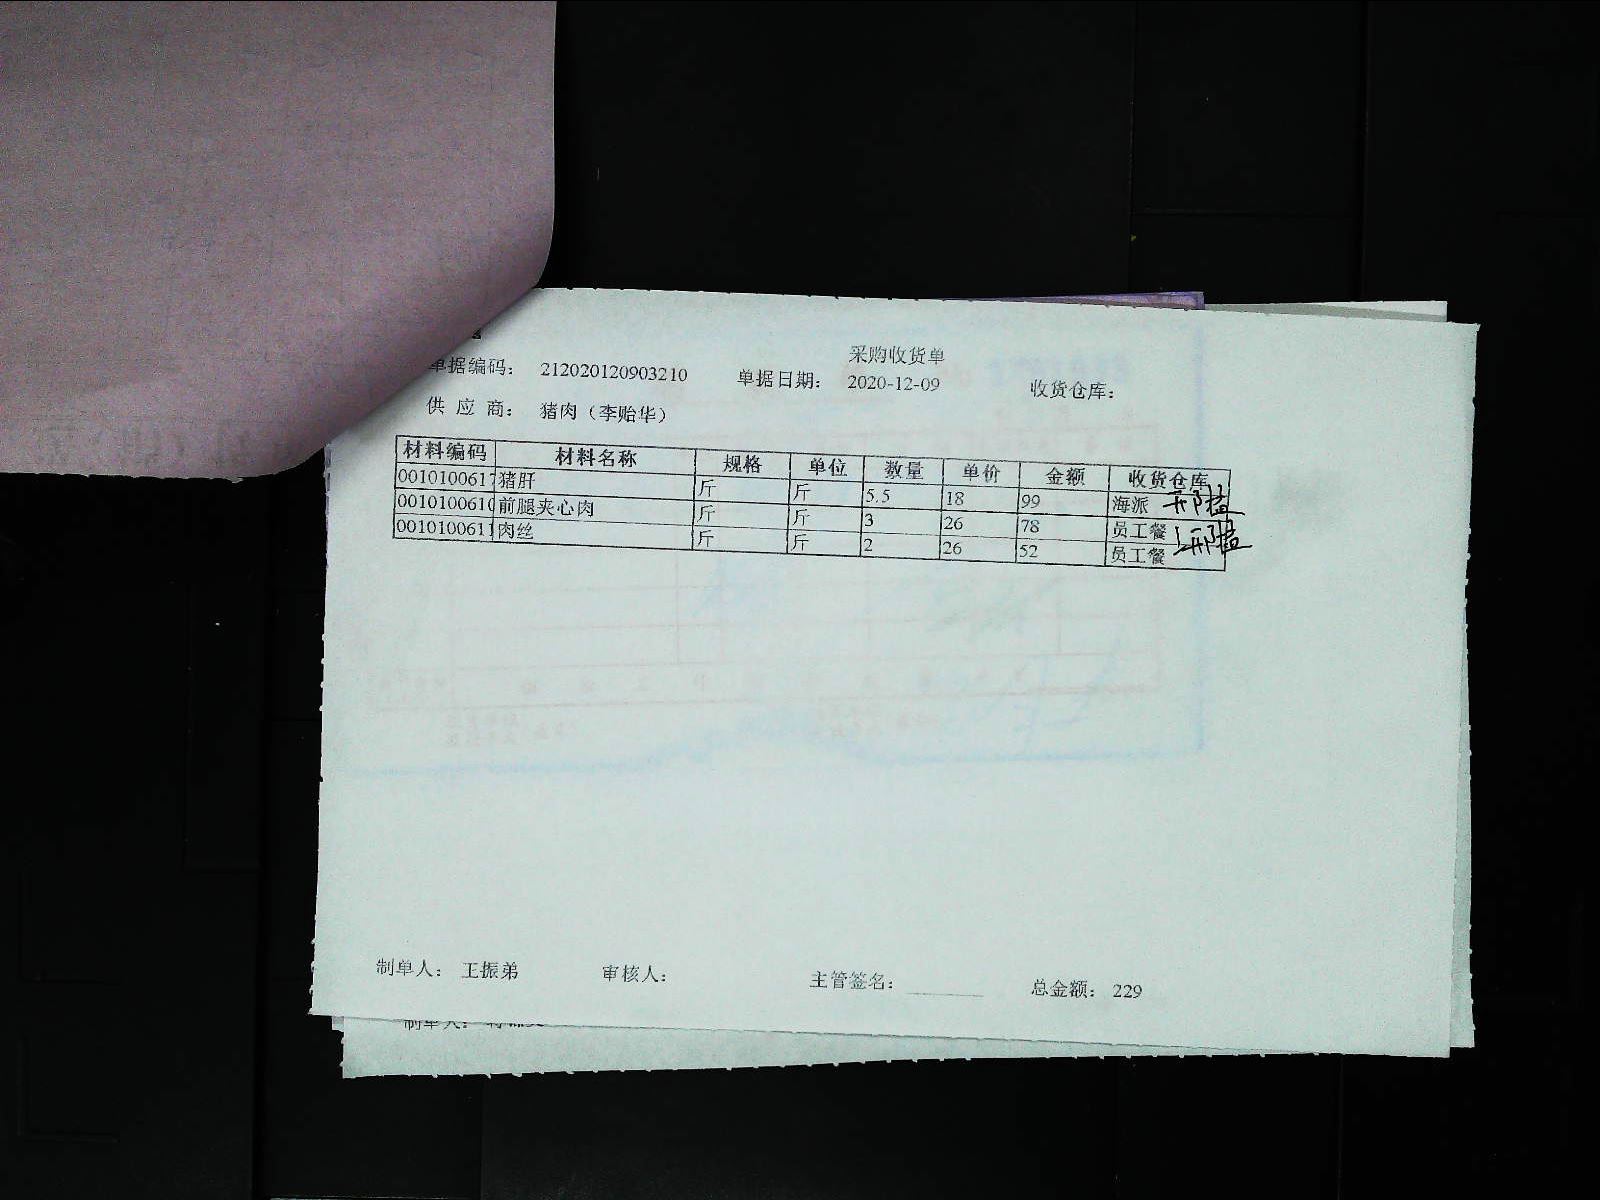 采购收货单
单据编码： 212020120903210 单据日期： 2020-12-09 收货仓库：
供 应 商： 猪肉（李贻华）
材料编码 材料名称 规格 单位 数量 单价 金额 收货仓库
0010100617 猪肝 斤 斤 5.5 18 99 海派
0010100610 前腿夹心肉 斤 斤 3 26 78 员工餐
0010100611 肉丝 斤 斤 2 26 52 员工餐
制单人： 王振弟 审核人： 主管签名： 总金额： 229
制单人：